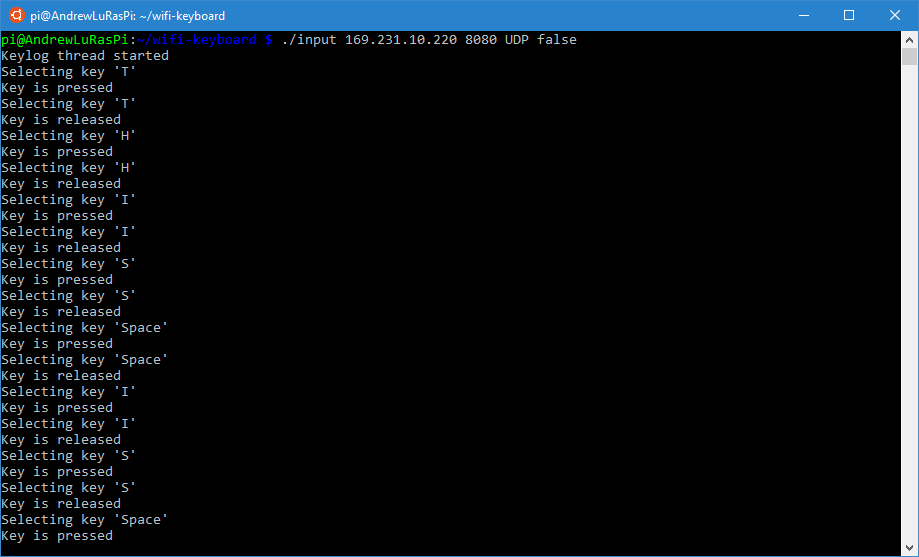 pi@AndrewLuRasPi: ~/wifi-keyboard
pi@AndrewLuRasPi:~/wifi-keyboard $ ./input 169.231.10.220 8080 UDP false
Keylog thread started
Selecting key 'T'
Key is pressed
Selecting key 'T'
Key is released
Selecting key 'H'
Key is pressed
Selecting key 'H'
Key is released
Selecting key 'I'
Key is pressed
Selecting key 'I'
Key is released
Selecting key 'S'
Key is pressed
Selecting key 'S'
Key is released
Selecting key 'Space'
Key is pressed
Selecting key 'Space'
Key is released
Selecting key 'I'
Key is pressed
Selecting key 'I'
Key is released
Selecting key 'S'
Key is pressed
Selecting key 'S'
Key is released
Selecting key 'Space'
Key is pressed